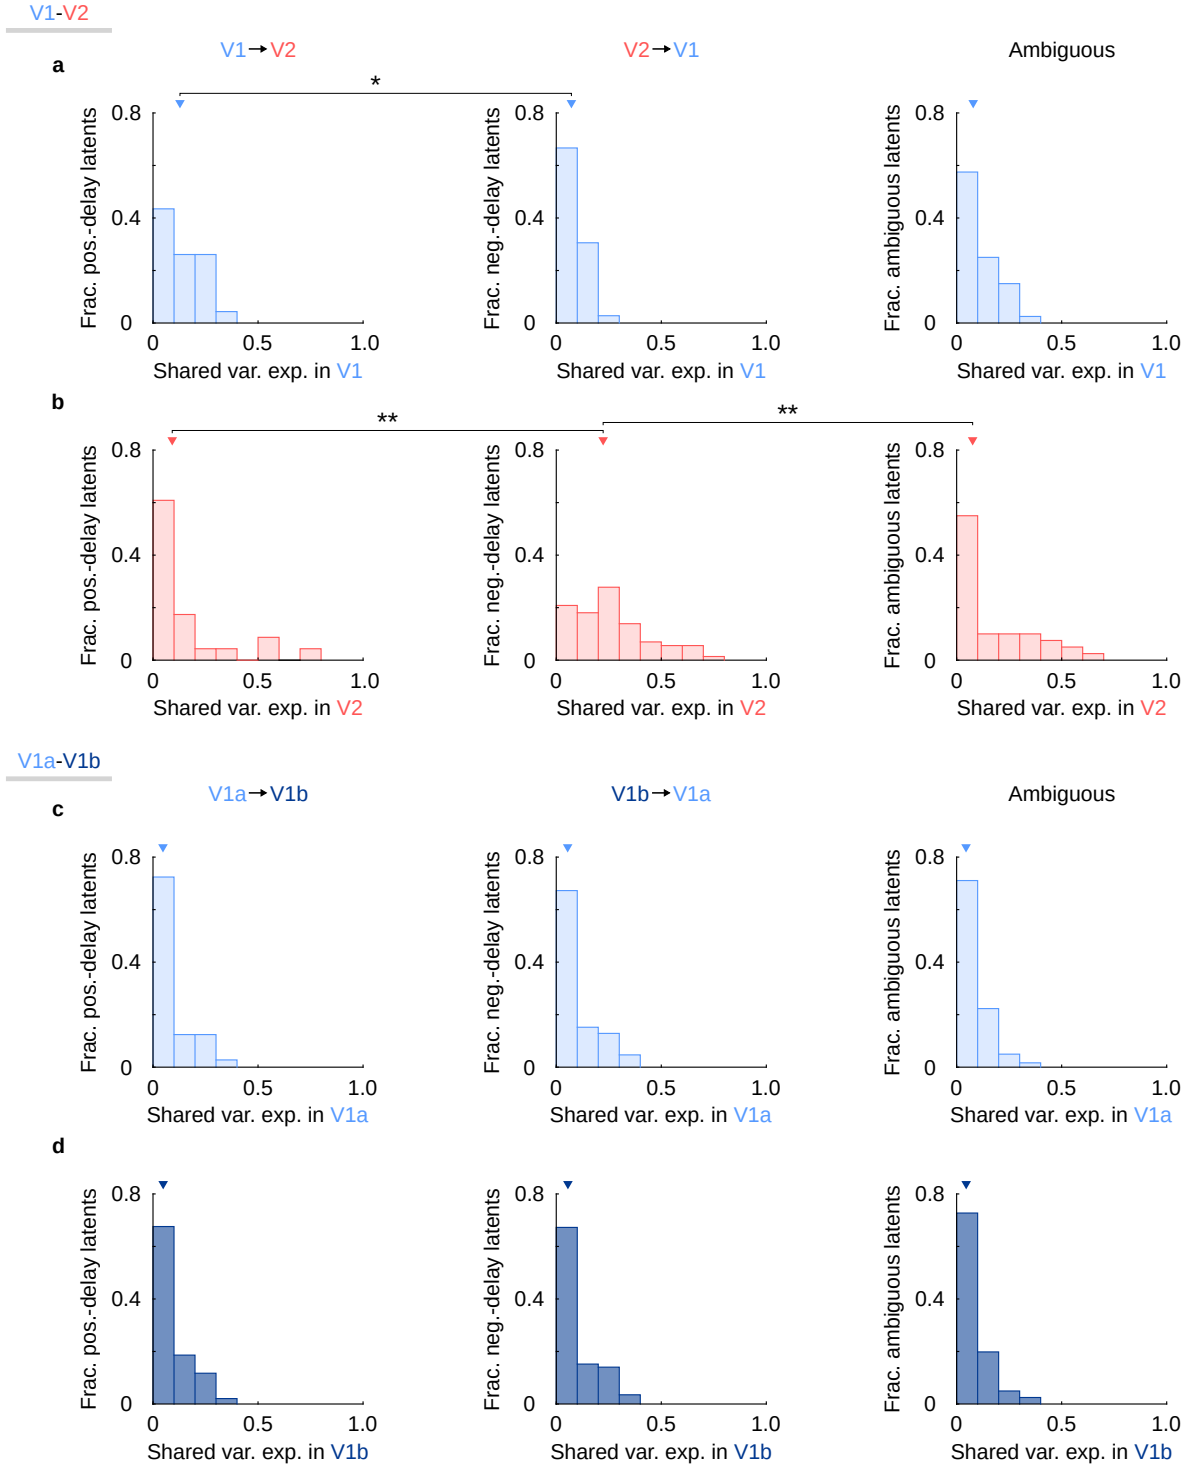 V1-V2
V1→V2 V2→V1 Ambiguous
a
*
Frac. pos.-delay latents
0.8
0.4
0
0 0.5 1.0
Shared var. exp. in V1
Frac. neg.-delay latents
0.8
0.4
0
0 0.5 1.0
Shared var. exp. in V1
Frac. ambiguous latents
0.8
0.4
0
0 0.5 1.0
Shared var. exp. in V1
b
**
**
Frac. pos.-delay latents
0.8
0.4
0
0 0.5 1.0
Shared var. exp. in V2
Frac. neg.-delay latents
0.8
0.4
0
0 0.5 1.0
Shared var. exp. in V2
Frac. ambiguous latents
0.8
0.4
0
0 0.5 1.0
Shared var. exp. in V2
V1a-V1b
V1a→V1b V1b→V1a Ambiguous
c
Frac. pos.-delay latents
0.8
0.4
0
0 0.5 1.0
Shared var. exp. in V1a
Frac. neg.-delay latents
0.8
0.4
0
0 0.5 1.0
Shared var. exp. in V1a
Frac. ambiguous latents
0.8
0.4
0
0 0.5 1.0
Shared var. exp. in V1a
d
Frac. pos.-delay latents
0.8
0.4
0
0 0.5 1.0
Shared var. exp. in V1b
Frac. neg.-delay latents
0.8
0.4
0
0 0.5 1.0
Shared var. exp. in V1b
Frac. ambiguous latents
0.8
0.4
0
0 0.5 1.0
Shared var. exp. in V1b